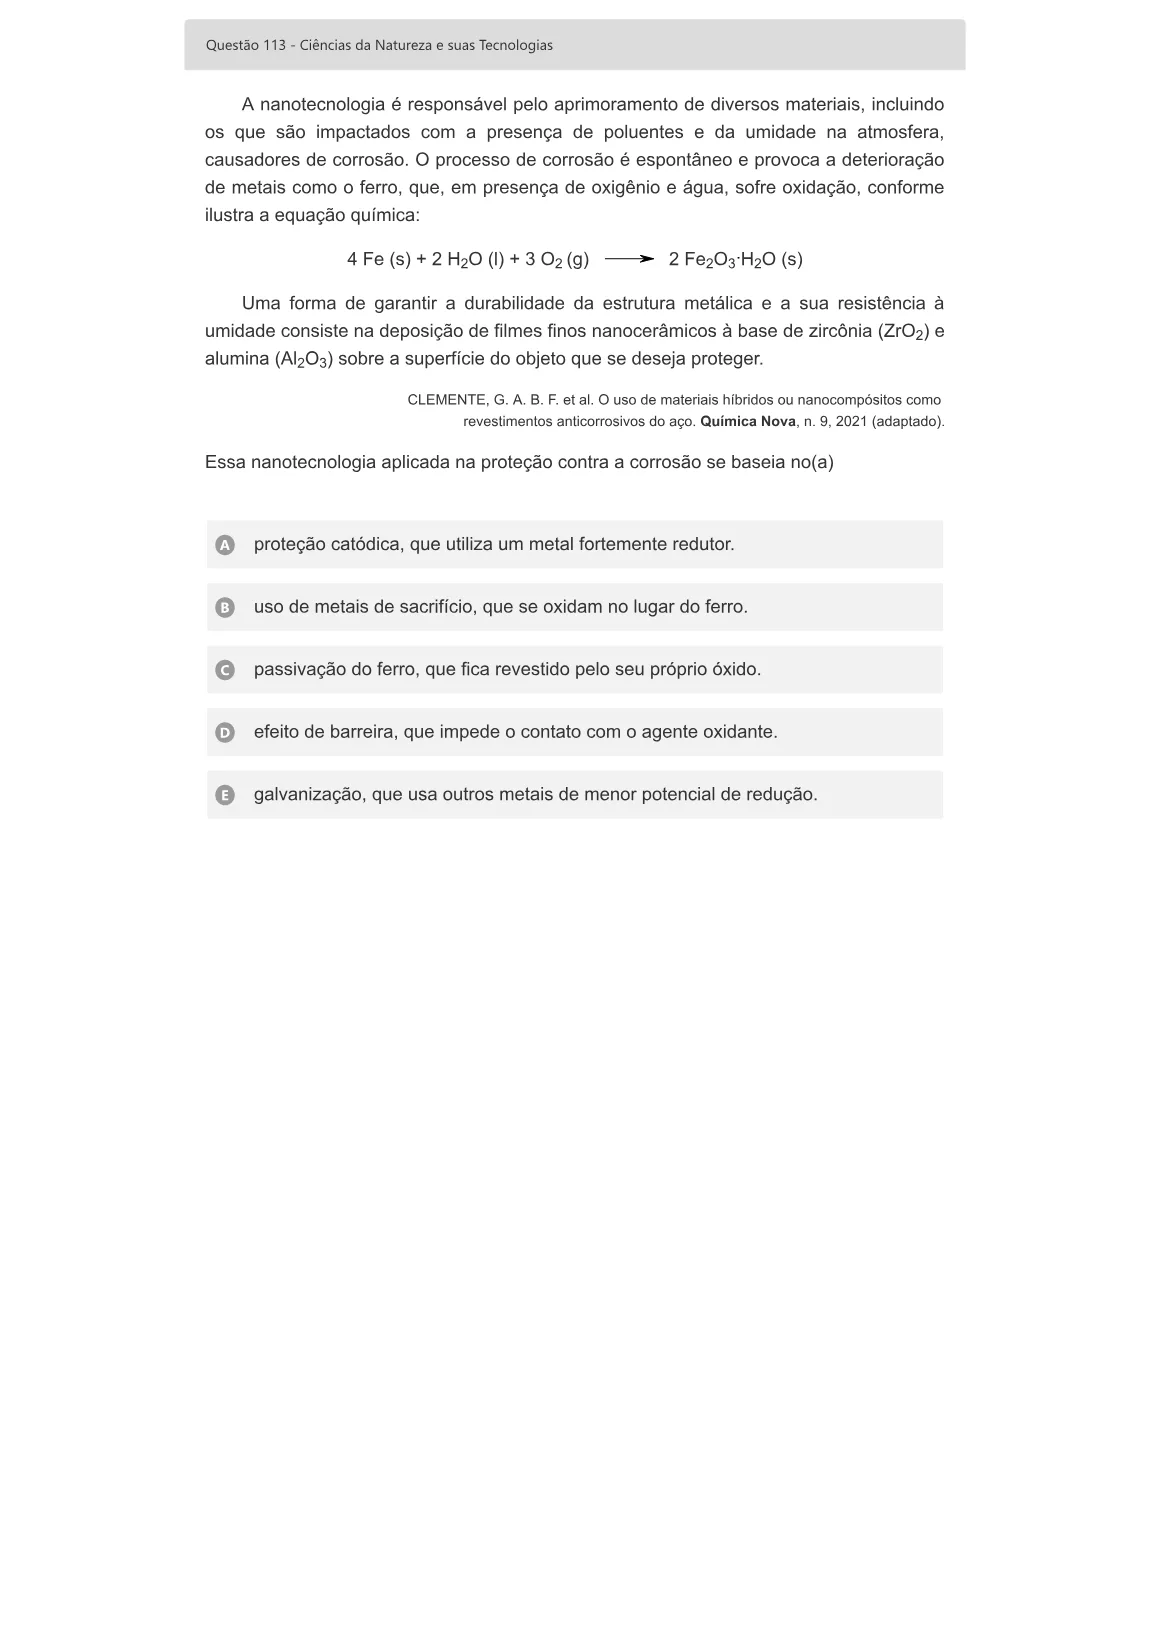 Questão 113 - Ciências da Natureza e suas Tecnologias
A nanotecnologia é responsável pelo aprimoramento de diversos materiais, incluindo
os que são impactados com a presença de poluentes e da umidade na atmosfera,
causadores de corrosão. O processo de corrosão é espontâneo e provoca a deterioração
de metais como o ferro, que, em presença de oxigênio e água, sofre oxidação, conforme
ilustra a equação química:
4 Fe (s) + 2 H₂O (l) + 3 O₂ (g) ⟶ 2 Fe₂O₃·H₂O (s)
Uma forma de garantir a durabilidade da estrutura metálica e a sua resistência à
umidade consiste na deposição de filmes finos nanocerâmicos à base de zircônia (ZrO₂) e
alumina (Al₂O₃) sobre a superfície do objeto que se deseja proteger.
CLEMENTE, G. A. B. F. et al. O uso de materiais híbridos ou nanocompósitos como
revestimentos anticorrosivos do aço. Química Nova, n. 9, 2021 (adaptado).
Essa nanotecnologia aplicada na proteção contra a corrosão se baseia no(a)
A proteção catódica, que utiliza um metal fortemente redutor.
B uso de metais de sacrifício, que se oxidam no lugar do ferro.
C passivação do ferro, que fica revestido pelo seu próprio óxido.
D efeito de barreira, que impede o contato com o agente oxidante.
E galvanização, que usa outros metais de menor potencial de redução.